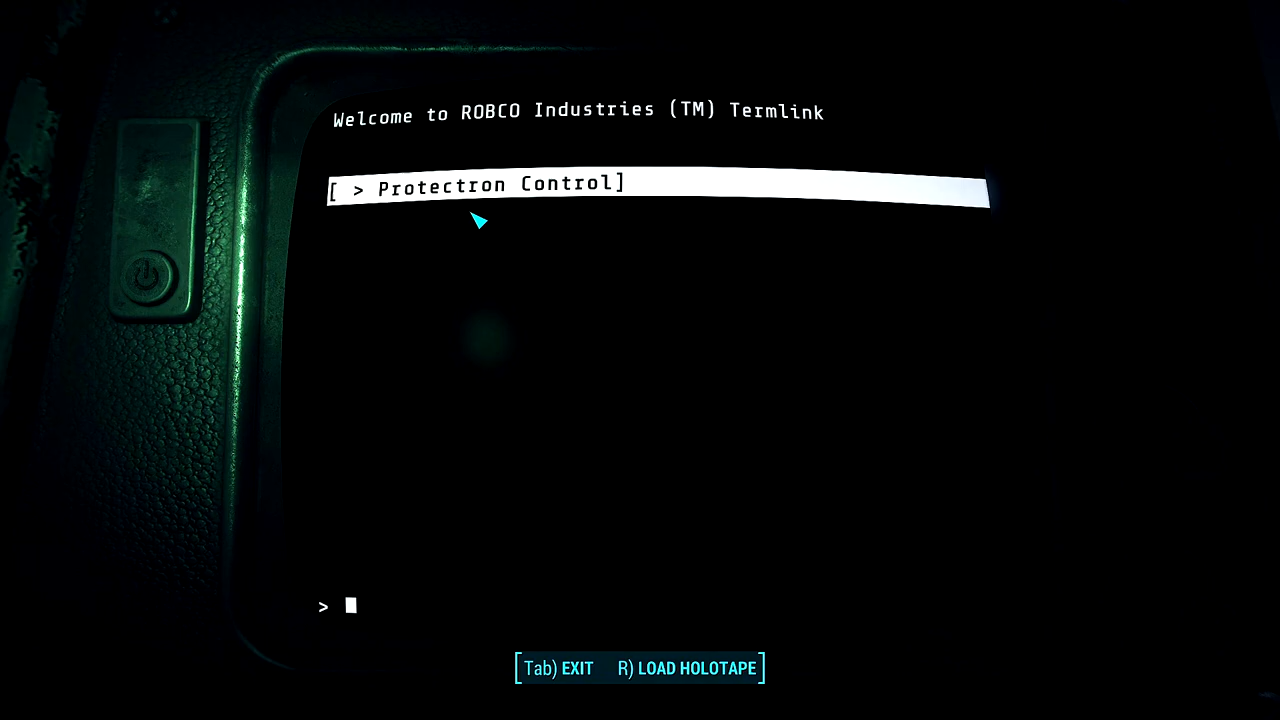 Welcome to ROBCO Industries (TM) Termlink
[ > Protectron Control]
>
Tab) EXIT R) LOAD HOLOTAPE